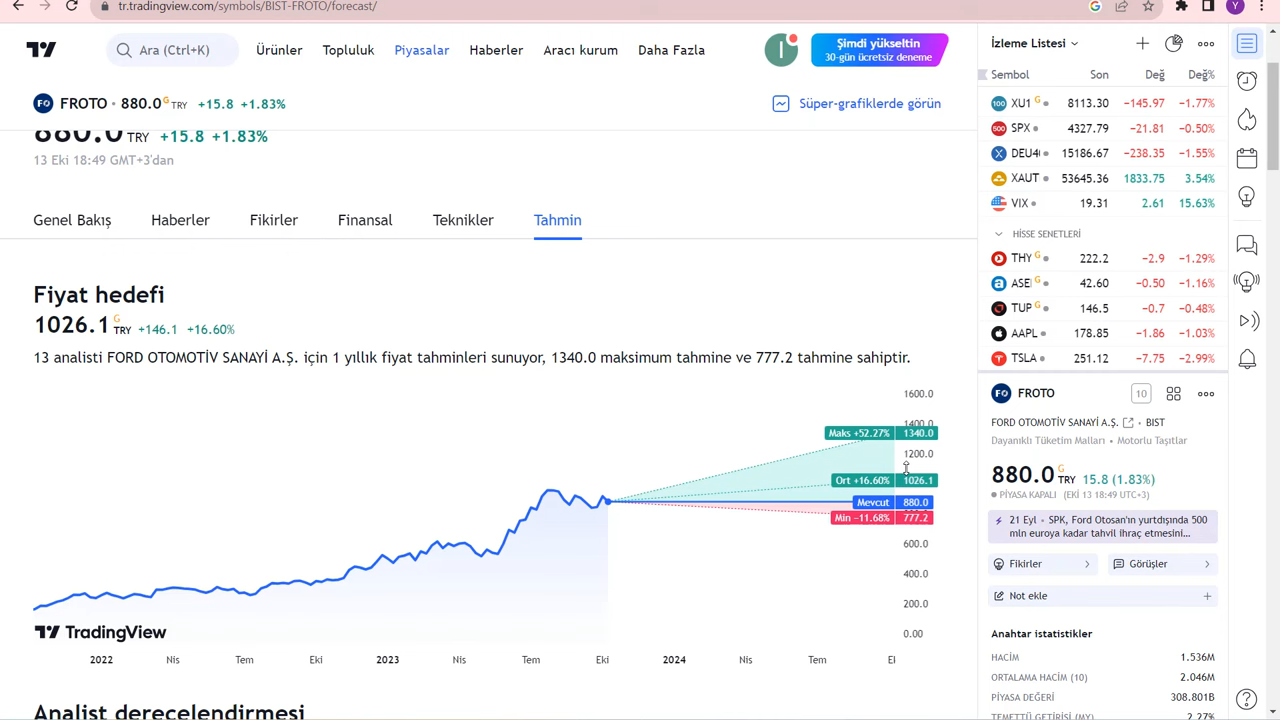 tr.tradingview.com/symbols/BIST-FROTO/forecast/
Y
Ara (Ctrl+K)
Ürünler
Topluluk
Piyasalar
Haberler
Aracı kurum
Daha Fazla
I
Şimdi yükseltin
30-gün ücretsiz deneme
FROTO • 880.0 G TRY +15.8 +1.83%
Süper-grafiklerde görün
880.0 TRY +15.8 +1.83%
13 Eki 18:49 GMT+3'dan
Genel Bakış
Haberler
Fikirler
Finansal
Teknikler
Tahmin
Fiyat hedefi
1026.1 G TRY +146.1 +16.60%
13 analisti FORD OTOMOTİV SANAYİ A.Ş. için 1 yıllık fiyat tahminleri sunuyor, 1340.0 maksimum tahmine ve 777.2 tahmine sahiptir.
1600.0
1400.0
Maks +52.27% 1340.0
1200.0
Ort +16.60% 1026.1
Mevcut 880.0
Min −11.68% 777.2
600.0
400.0
200.0
0.00
TradingView
2022 Nis Tem Eki 2023 Nis Tem Eki 2024 Nis Tem El
Analist derecelendirmesi
İzleme Listesi
Sembol Son Değ Değ%
100 XU1 G 8113.30 −145.97 −1.77%
500 SPX 4327.79 −21.81 −0.50%
X DEU4 15186.67 −238.35 −1.55%
XAUT 53645.36 1833.75 3.54%
VIX 19.31 2.61 15.63%
HİSSE SENETLERİ
THY G 222.2 −2.9 −1.29%
ASE G 42.60 −0.50 −1.16%
TUP G 146.5 −0.7 −0.48%
AAPL 178.85 −1.86 −1.03%
TSLA 251.12 −7.75 −2.99%
FO FROTO
10
FORD OTOMOTİV SANAYİ A.Ş. • BIST
Dayanıklı Tüketim Malları • Motorlu Taşıtlar
880.0 G TRY 15.8 (1.83%)
PİYASA KAPALI (EKİ 13 18:49 UTC+3)
21 Eyl • SPK, Ford Otosan'ın yurtdışında 500
mln euroya kadar tahvil ihraç etmesini...
Fikirler
Görüşler
Not ekle
Anahtar istatistikler
HACİM 1.536M
ORTALAMA HACİM (10) 2.046M
PİYASA DEĞERİ 308.801B
TEMETTÜ GETİRİSİ (MY) 2.27%